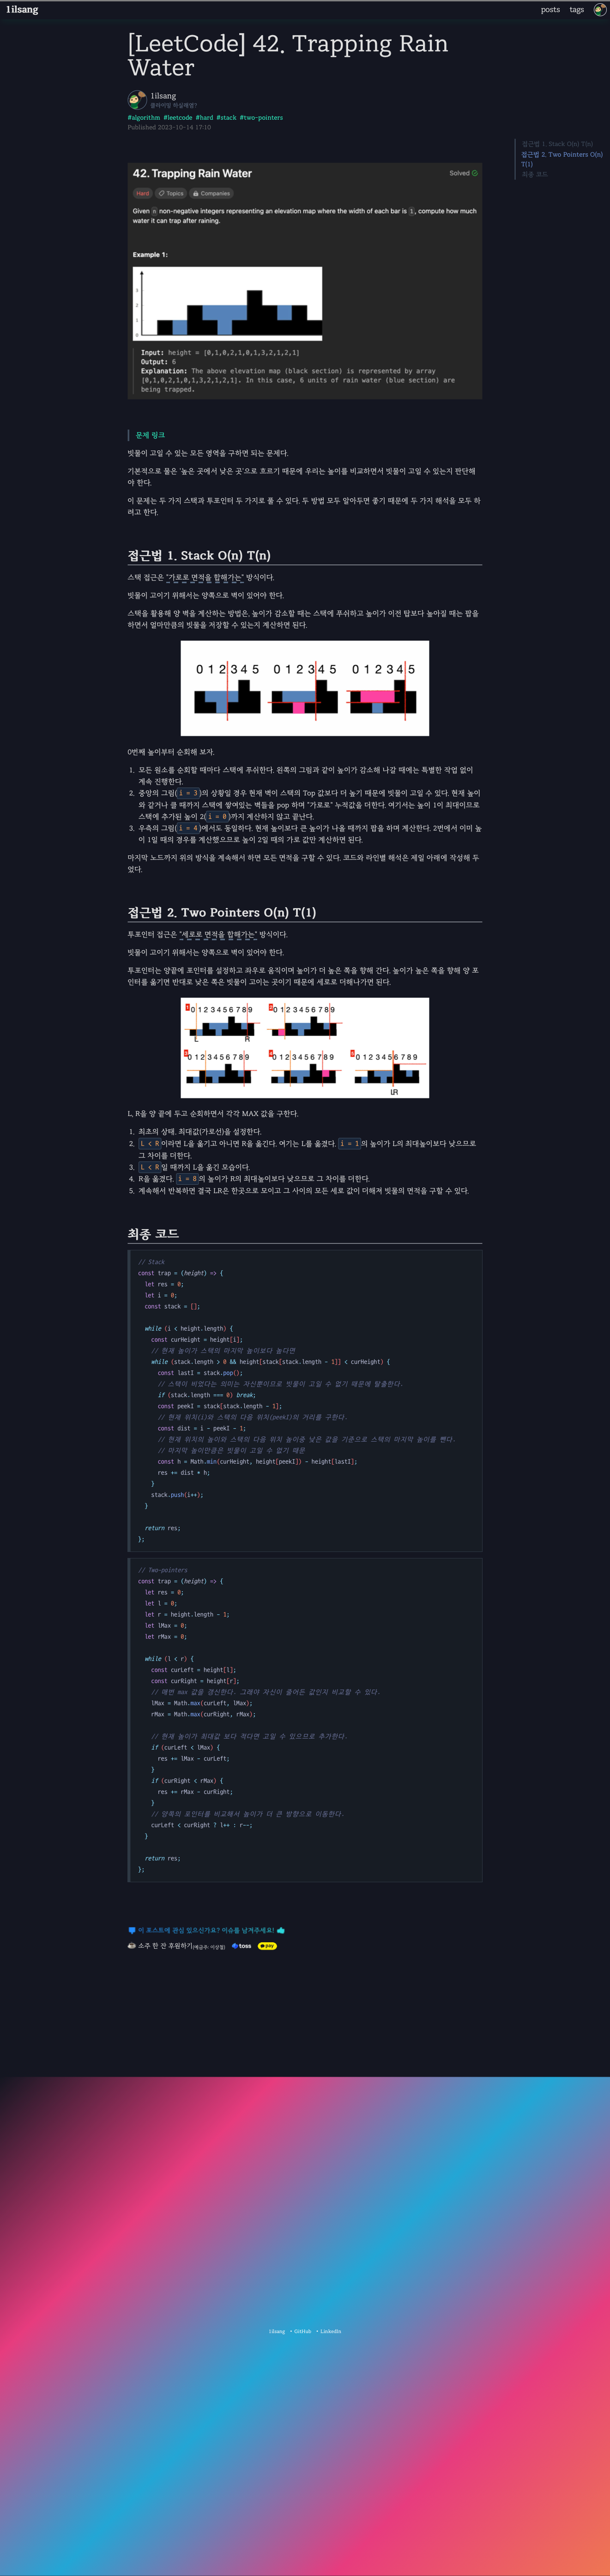 1ilsang
posts
tags
[LeetCode] 42. Trapping Rain
Water
1ilsang
#algorithm #leetcode #hard #stack #two-pointers
Published 2023-10-14 17:10
접근법 1. Stack O(n) T(n)
접근법 2. Two Pointers O(n)
T(1)
최종 코드
42. Trapping Rain Water
Solved
Hard
Topics
Companies
Given n non-negative integers representing an elevation map where the width of each bar is 1, compute how much
water it can trap after raining.
Example 1:
3
2
1
0
Input: height = [0,1,0,2,1,0,1,3,2,1,2,1]
Output: 6
Explanation: The above elevation map (black section) is represented by array
[0,1,0,2,1,0,1,3,2,1,2,1]. In this case, 6 units of rain water (blue section) are
being trapped.
문제 링크
빗물이 고일 수 있는 모든 영역을 구하면 되는 문제다.
기본적으로 물은 '높은 곳에서 낮은 곳'으로 흐르기 때문에 우리는 높이를 비교하면서 빗물이 고일 수 있는지 판단해
야 한다.
이 문제는 두 가지 스택과 투포인터 두 가지로 풀 수 있다. 두 방법 모두 알아두면 좋기 때문에 두 가지 해석을 모두 하
려고 한다.
접근법 1. Stack O(n) T(n)
스택 접근은 "가로로 면적을 합해가는" 방식이다.
빗물이 고이기 위해서는 양쪽으로 벽이 있어야 한다.
스택을 활용해 양 벽을 계산하는 방법은, 높이가 감소할 때는 스택에 푸쉬하고 높이가 이전 탑보다 높아질 때는 팝을
하면서 얼마만큼의 빗물을 저장할 수 있는지 계산하면 된다.
0 1 2 3 4 5 0 1 2 3 4 5 0 1 2 3 4 5
0번째 높이부터 순회해 보자.
1. 모든 원소를 순회할 때마다 스택에 푸쉬한다. 왼쪽의 그림과 같이 높이가 감소해 나갈 때에는 특별한 작업 없이
계속 진행한다.
2. 중앙의 그림(i = 3)의 상황일 경우 현재 벽이 스택의 Top 값보다 더 높기 때문에 빗물이 고일 수 있다. 현재 높이
와 같거나 클 때까지 스택에 쌓여있는 벽들을 pop 하며 "가로로" 누적값을 더한다. 여기서는 높이 1이 최대이므로
스택에 추가된 높이 2(i = 0)까지 계산하지 않고 끝난다.
3. 우측의 그림(i = 4)에서도 동일하다. 현재 높이보다 큰 높이가 나올 때까지 팝을 하며 계산한다. 2번에서 이미 높
이 1일 때의 경우를 계산했으므로 높이 2일 때의 가로 값만 계산하면 된다.
마지막 노드까지 위의 방식을 계속해서 하면 모든 면적을 구할 수 있다. 코드와 라인별 해석은 제일 아래에 작성해 두
었다.
접근법 2. Two Pointers O(n) T(1)
투포인터 접근은 "세로로 면적을 합해가는" 방식이다.
빗물이 고이기 위해서는 양쪽으로 벽이 있어야 한다.
투포인터는 양끝에 포인터를 설정하고 좌우로 움직이며 높이가 더 높은 쪽을 향해 간다. 높이가 높은 쪽을 향해 양 포
인터를 옮기면 반대로 낮은 쪽은 빗물이 고이는 곳이기 때문에 세로로 더해나가면 된다.
1 0 1 2 3 4 5 6 7 8 9 2 0 1 2 3 4 5 6 7 8 9
L R
3 0 1 2 3 4 5 6 7 8 9 4 0 1 2 3 4 5 6 7 8 9 5 0 1 2 3 4 5 6 7 8 9
LR
L, R을 양 끝에 두고 순회하면서 각각 MAX 값을 구한다.
1. 최초의 상태. 최대값(가로선)을 설정한다.
2. L < R이라면 L을 옮기고 아니면 R을 옮긴다. 여기는 L를 옮겼다. i = 1의 높이가 L의 최대높이보다 낮으므로
그 차이를 더한다.
3. L < R일 때까지 L을 옮긴 모습이다.
4. R을 옮겼다. i = 8의 높이가 R의 최대높이보다 낮으므로 그 차이를 더한다.
5. 계속해서 반복하면 결국 LR은 한곳으로 모이고 그 사이의 모든 세로 값이 더해져 빗물의 면적을 구할 수 있다.
최종 코드
// Stack
const trap = (height) => {
let res = 0;
let i = 0;
const stack = [];
while (i < height.length) {
const curHeight = height[i];
// 현재 높이가 스택의 마지막 높이보다 높다면
while (stack.length > 0 && height[stack[stack.length - 1]] < curHeight) {
const lastI = stack.pop();
// 스택이 비었다는 의미는 자신뿐이므로 빗물이 고일 수 없기 때문에 탈출한다.
if (stack.length === 0) break;
const peekI = stack[stack.length - 1];
// 현재 위치(i)와 스택의 다음 위치(peekI)의 거리를 구한다.
const dist = i - peekI - 1;
// 현재 위치의 높이와 스택의 다음 위치 높이중 낮은 값을 기준으로 스택의 마지막 높이를 뺀다.
// 마지막 높이만큼은 빗물이 고일 수 없기 때문
const h = Math.min(curHeight, height[peekI]) - height[lastI];
res += dist * h;
}
stack.push(i++);
}
return res;
};
// Two-pointers
const trap = (height) => {
let res = 0;
let l = 0;
let r = height.length - 1;
let lMax = 0;
let rMax = 0;
while (l < r) {
const curLeft = height[l];
const curRight = height[r];
// 매번 max 값을 갱신한다. 그래야 자신이 줄어든 값인지 비교할 수 있다.
lMax = Math.max(curLeft, lMax);
rMax = Math.max(curRight, rMax);
// 현재 높이가 최대값 보다 적다면 고일 수 있으므로 추가한다.
if (curLeft < lMax) {
res += lMax - curLeft;
}
if (curRight < rMax) {
res += rMax - curRight;
}
// 양쪽의 포인터를 비교해서 높이가 더 큰 방향으로 이동한다.
curLeft < curRight ? l++ : r--;
}
return res;
};
이 포스트에 관심 있으신가요? 이슈를 남겨주세요!
소주 한 잔 후원하기(예금주: 이상철)
toss
pay
1ilsang • GitHub • LinkedIn